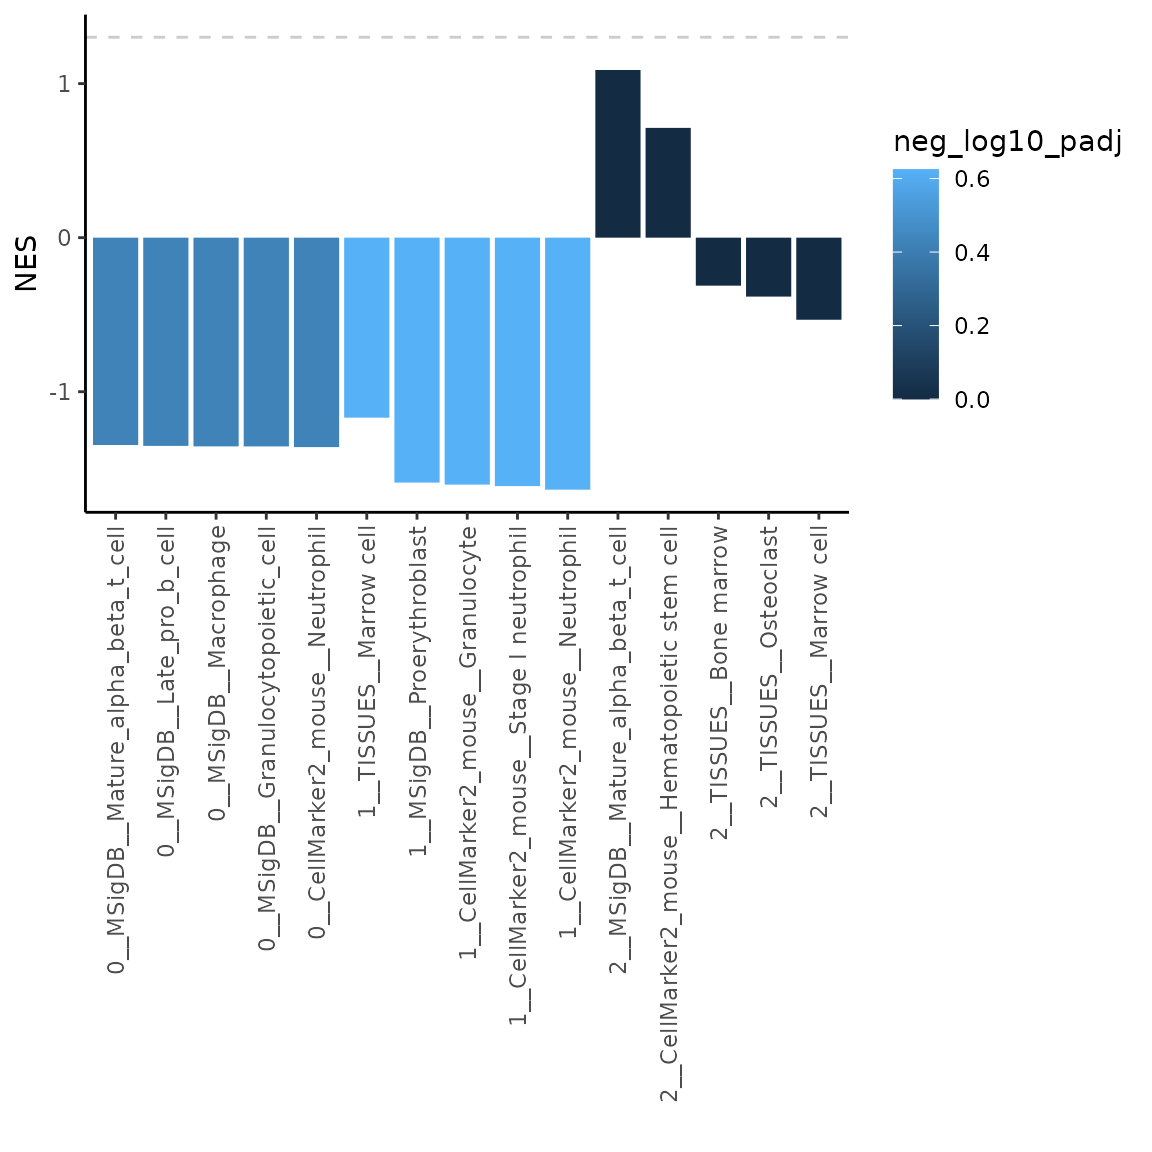 1
0
-1
NES
0__MSigDB__Mature_alpha_beta_t_cell
0__MSigDB__Late_pro_b_cell
0__MSigDB__Macrophage
0__MSigDB__Granulocytopoietic_cell
0__CellMarker2_mouse__Neutrophil
1__TISSUES__Marrow cell
1__MSigDB__Proerythroblast
1__CellMarker2_mouse__Granulocyte
1__CellMarker2_mouse__Stage I neutrophil
1__CellMarker2_mouse__Neutrophil
2__MSigDB__Mature_alpha_beta_t_cell
2__CellMarker2_mouse__Hematopoietic stem cell
2__TISSUES__Bone marrow
2__TISSUES__Osteoclast
2__TISSUES__Marrow cell
neg_log10_padj
0.6
0.4
0.2
0.0